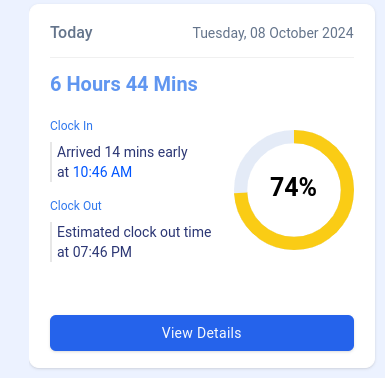 Today
Tuesday, 08 October 2024
6 Hours 44 Mins
Clock In
Arrived 14 mins early
at 10:46 AM
74%
Clock Out
Estimated clock out time
at 07:46 PM
View Details